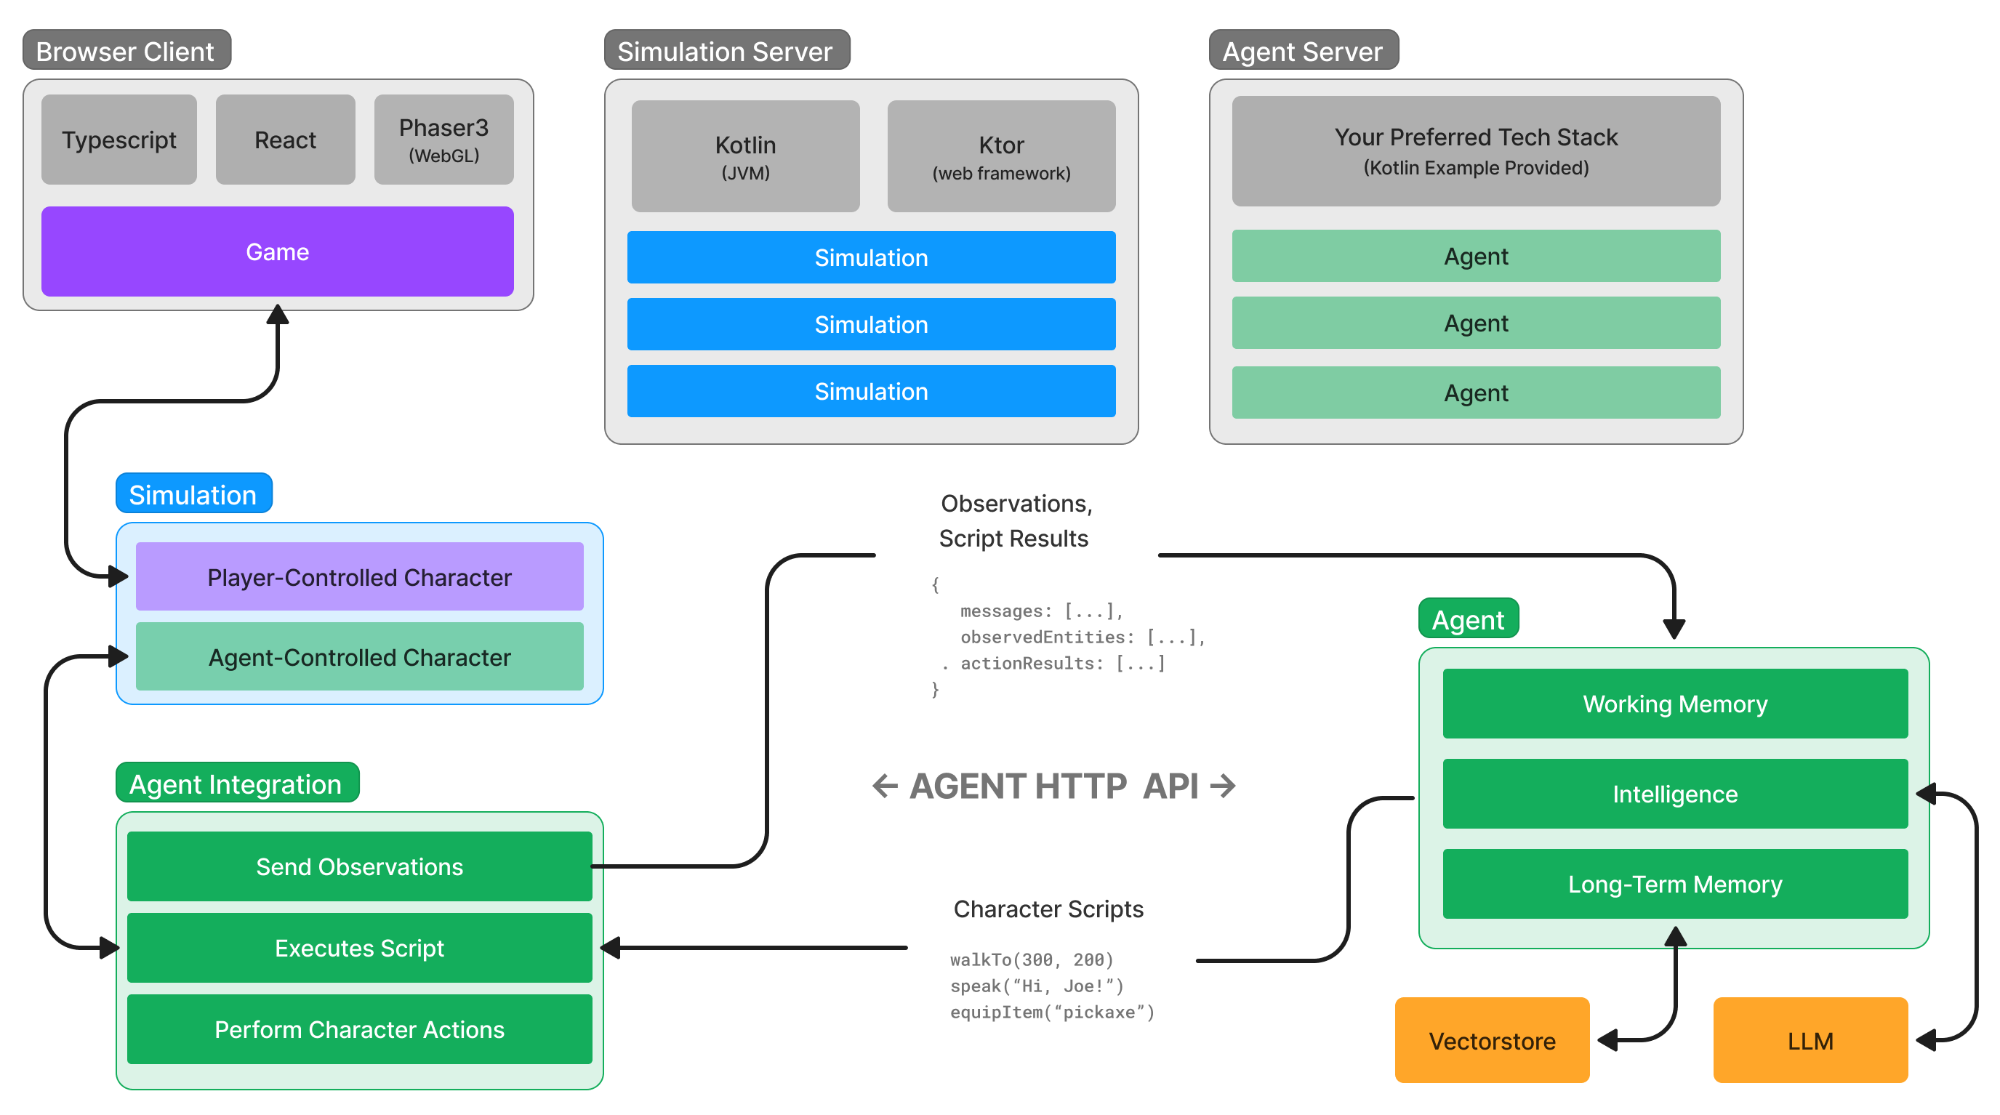 Browser Client
Typescript
React
Phaser3
(WebGL)
Game
Simulation Server
Kotlin
(JVM)
Ktor
(web framework)
Simulation
Simulation
Simulation
Agent Server
Your Preferred Tech Stack
(Kotlin Example Provided)
Agent
Agent
Agent
Simulation
Player-Controlled Character
Agent-Controlled Character
Agent Integration
Send Observations
Executes Script
Perform Character Actions
Observations,
Script Results
{
messages: [...],
observedEntities: [...],
. actionResults: [...]
}
← AGENT HTTP API →
Character Scripts
walkTo(300, 200)
speak(“Hi, Joe!”)
equipItem(“pickaxe”)
Agent
Working Memory
Intelligence
Long-Term Memory
Vectorstore
LLM